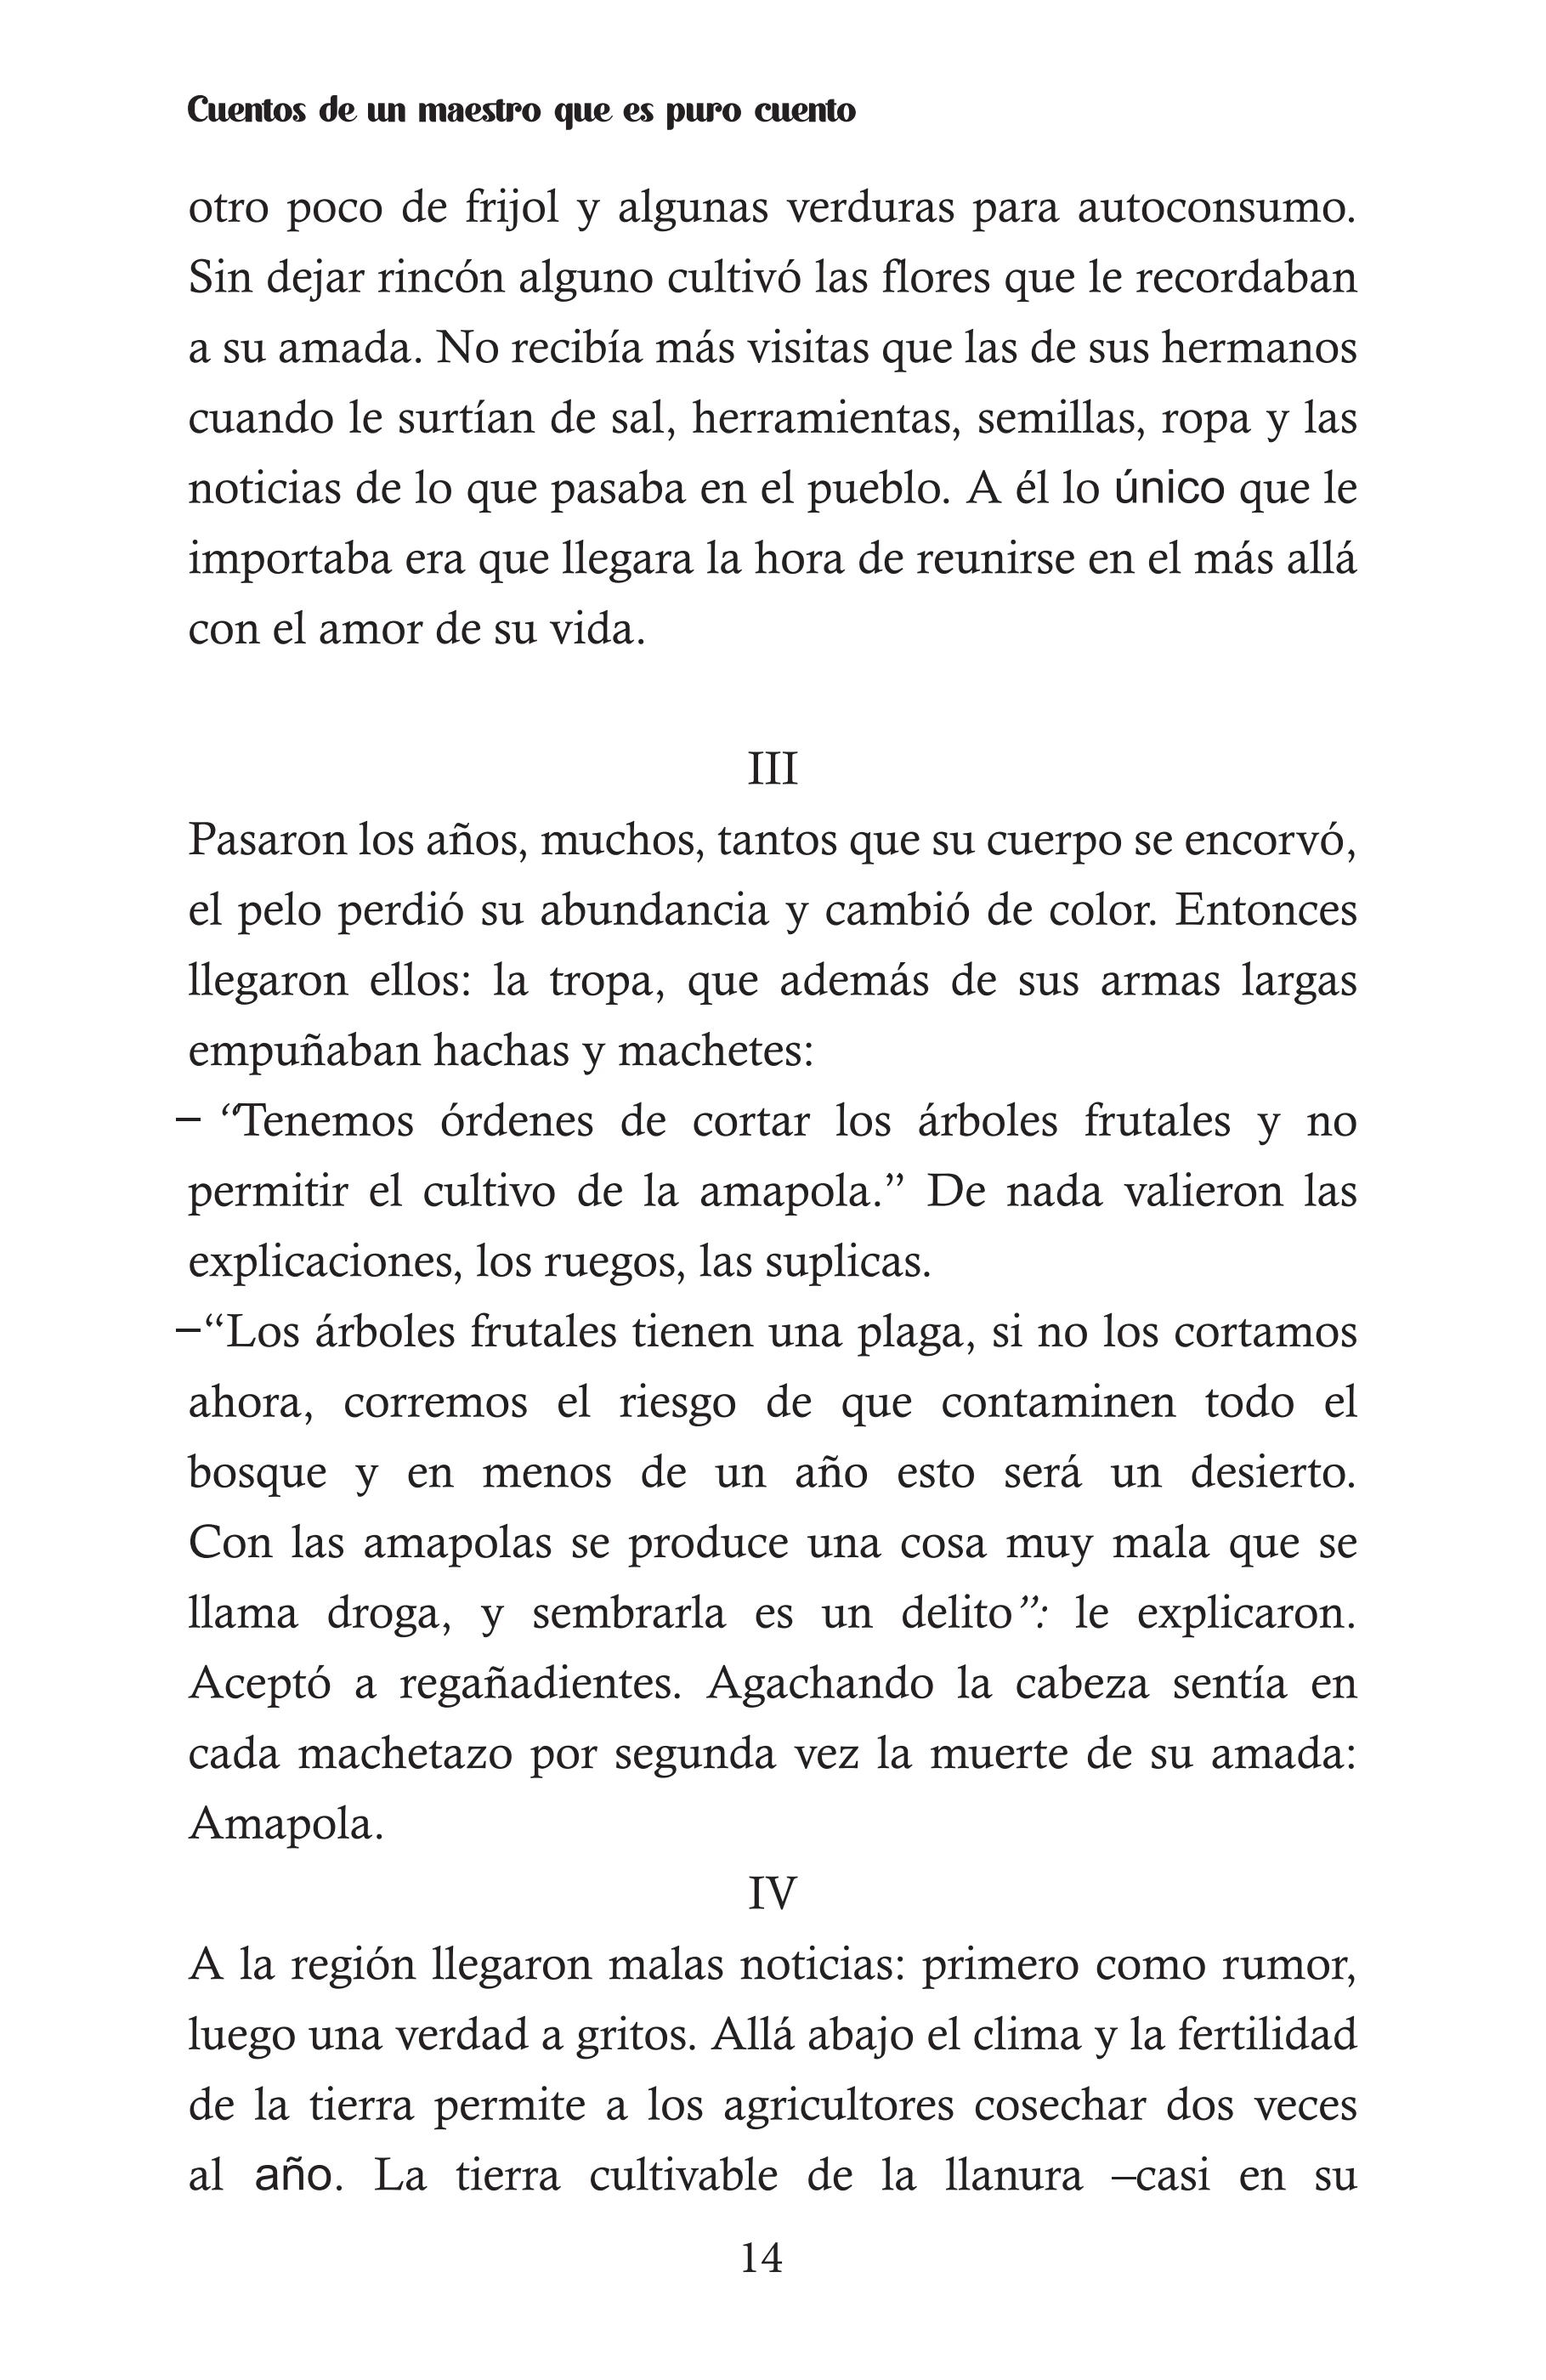 Cuentos de un maestro que es puro cuento
otro poco de frijol y algunas verduras para autoconsumo.
Sin dejar rincón alguno cultivó las flores que le recordaban
a su amada. No recibía más visitas que las de sus hermanos
cuando le surtían de sal, herramientas, semillas, ropa y las
noticias de lo que pasaba en el pueblo. A él lo único que le
importaba era que llegara la hora de reunirse en el más allá
con el amor de su vida.
III
Pasaron los años, muchos, tantos que su cuerpo se encorvó,
el pelo perdió su abundancia y cambió de color. Entonces
llegaron ellos: la tropa, que además de sus armas largas
empuñaban hachas y machetes:
– “Tenemos órdenes de cortar los árboles frutales y no
permitir el cultivo de la amapola.” De nada valieron las
explicaciones, los ruegos, las suplicas.
–“Los árboles frutales tienen una plaga, si no los cortamos
ahora, corremos el riesgo de que contaminen todo el
bosque y en menos de un año esto será un desierto.
Con las amapolas se produce una cosa muy mala que se
llama droga, y sembrarla es un delito”: le explicaron.
Aceptó a regañadientes. Agachando la cabeza sentía en
cada machetazo por segunda vez la muerte de su amada:
Amapola.
IV
A la región llegaron malas noticias: primero como rumor,
luego una verdad a gritos. Allá abajo el clima y la fertilidad
de la tierra permite a los agricultores cosechar dos veces
al año. La tierra cultivable de la llanura –casi en su
14